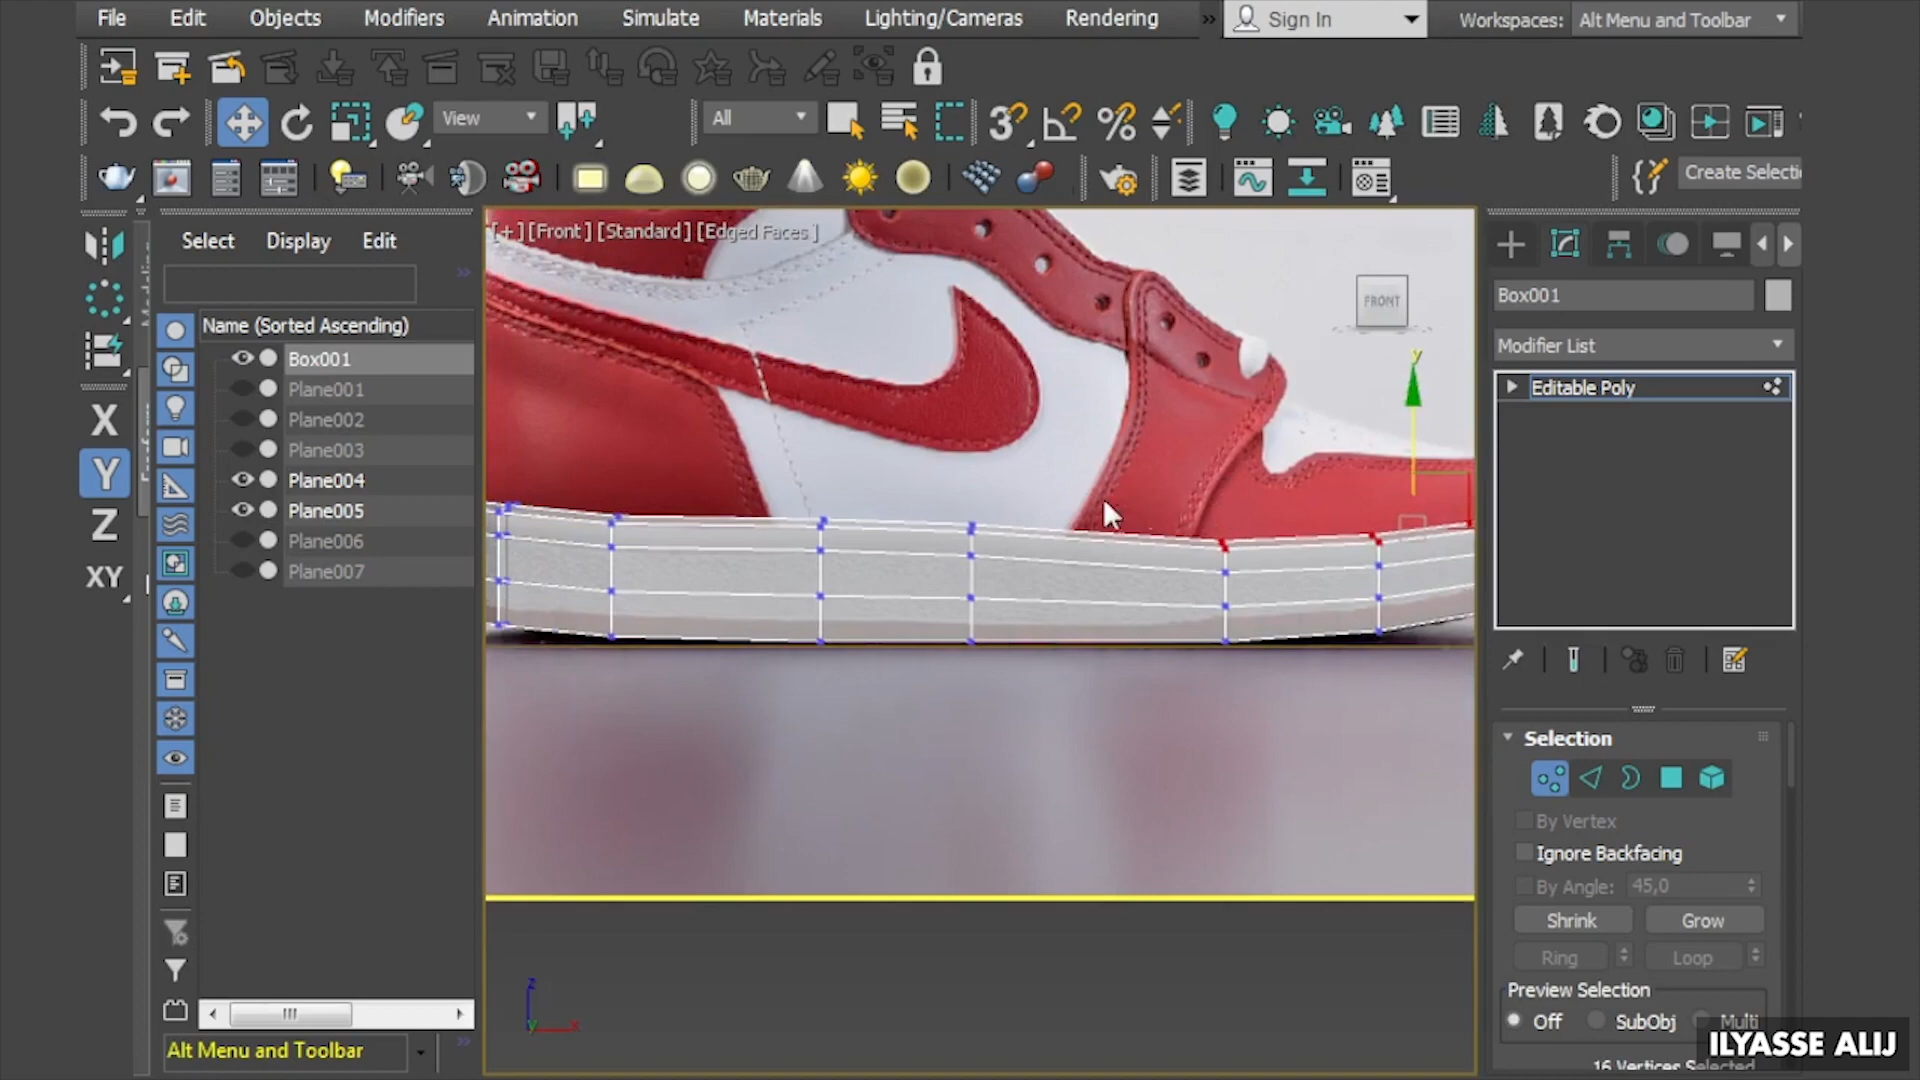 File Edit Objects Modifiers Animation Simulate Materials Lighting/Cameras Rendering » Sign In Workspaces: Alt Menu and Toolbar
View All
Create Selecti
Select Display Edit
Name (Sorted Ascending)
Box001
Plane001
Plane002
Plane003
Plane004
Plane005
Plane006
Plane007
X
Y
Z
XY
Alt Menu and Toolbar
[+] [Front] [Standard] [Edged Faces]
FRONT
y
z
y x
Box001
Modifier List
Editable Poly
Selection
By Vertex
Ignore Backfacing
By Angle: 45,0
Shrink Grow
Ring Loop
Preview Selection
Off SubObj Multi
16 Vertices Selected
ILYASSE ALIJ